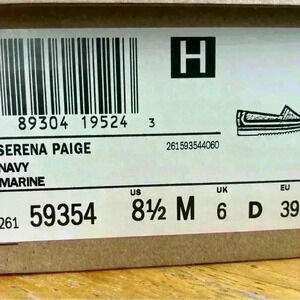 H
89304 19524 3
SERENA PAIGE 261593544060
NAVY
MARINE
US UK EU
261 59354 8½ M 6 D 39